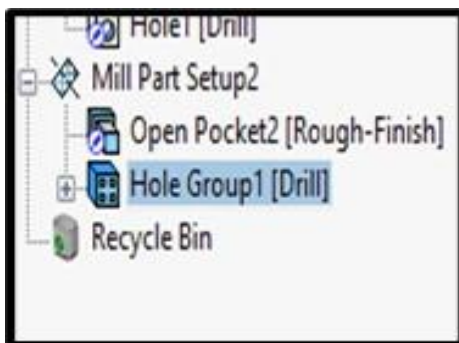 Hole1 [Drill]
Mill Part Setup2
Open Pocket2 [Rough-Finish]
Hole Group1 [Drill]
Recycle Bin